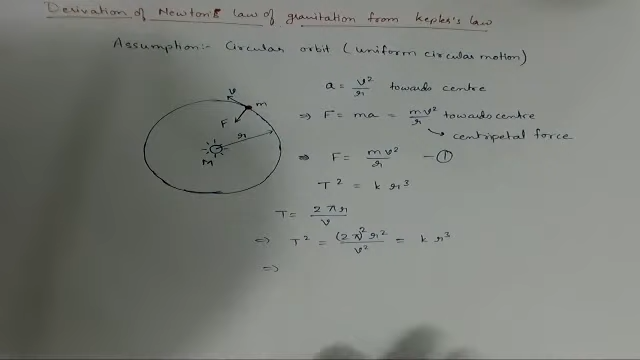 Derivation of Newton's law of gravitation from Kepler's law
Assumption:- Circular orbit (uniform circular motion)
a = v²/r towards centre
v
m
F
r
M
⇒ F = ma = mv²/r towards centre
centripetal force
⇒ F = mv²/r —①
T² = k r³
T = 2πr/v
⇒ T² = (2π)² r²/v² = k r³
⇒